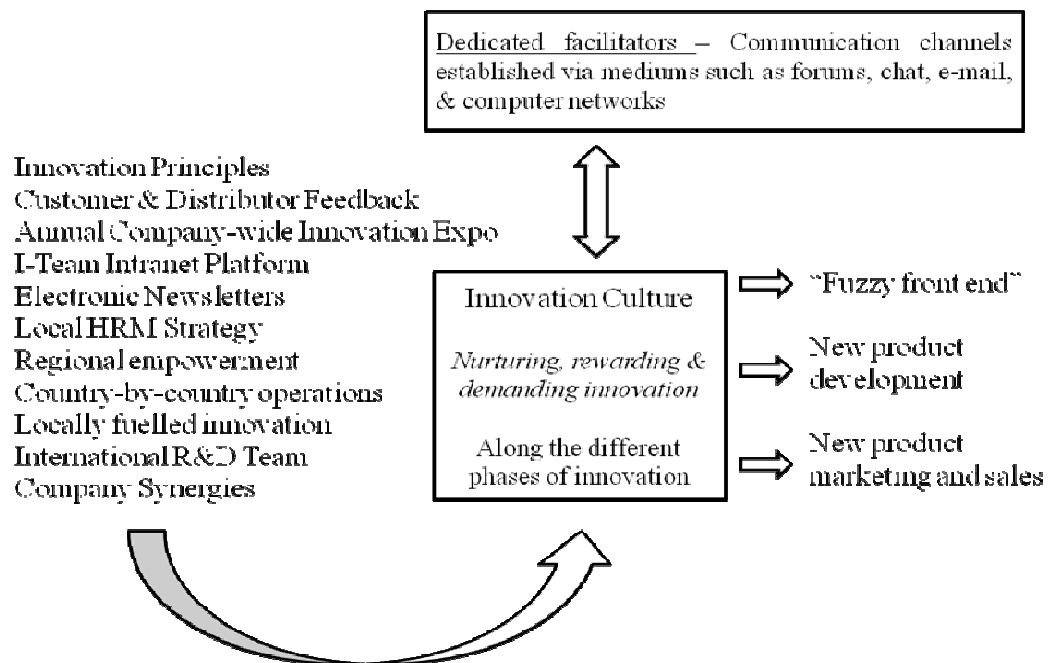 Dedicated facilitators – Communication channels
established via mediums such as forums, chat, e-mail,
& computer networks
Innovation Principles
Customer & Distributor Feedback
Annual Company-wide Innovation Expo
I-Team Intranet Platform
Electronic Newsletters
Local HRM Strategy
Regional empowerment
Country-by-country operations
Locally fuelled innovation
International R&D Team
Company Synergies
Innovation Culture
Nurturing, rewarding &
demanding innovation
Along the different
phases of innovation
"Fuzzy front end"
New product
development
New product
marketing and sales